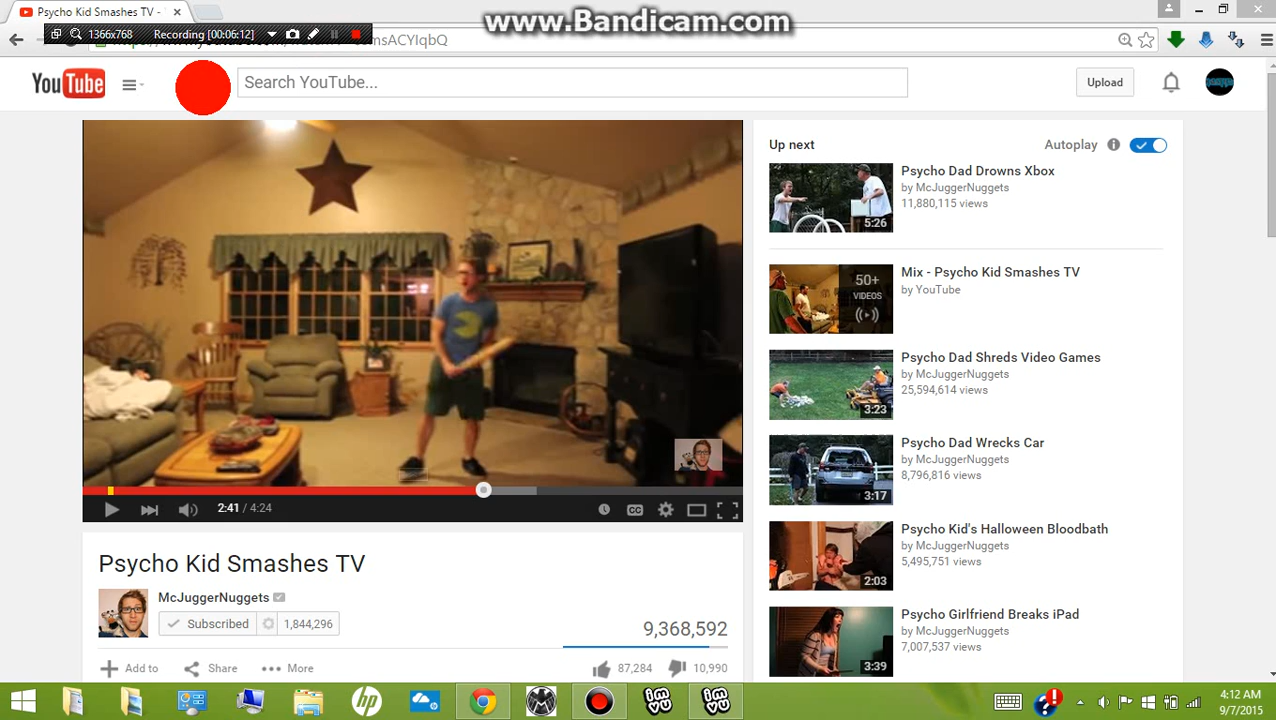 Psycho Kid Smashes TV -
www.Bandicam.com
1366x768 Recording [00:06:12]
YouTube
Search YouTube...
Upload
2:41 / 4:24
CC
Psycho Kid Smashes TV
McJuggerNuggets
Subscribed 1,844,296
9,368,592
Add to Share More 87,284 10,990
Up next Autoplay
Psycho Dad Drowns Xbox
by McJuggerNuggets
11,880,115 views
5:26
Mix - Psycho Kid Smashes TV
by YouTube
50+
VIDEOS
Psycho Dad Shreds Video Games
by McJuggerNuggets
25,594,614 views
3:23
Psycho Dad Wrecks Car
by McJuggerNuggets
8,796,816 views
3:17
Psycho Kid's Halloween Bloodbath
by McJuggerNuggets
5,495,751 views
2:03
Psycho Girlfriend Breaks iPad
by McJuggerNuggets
7,007,537 views
3:39
hp
imvu
imvu
4:12 AM
9/7/2015